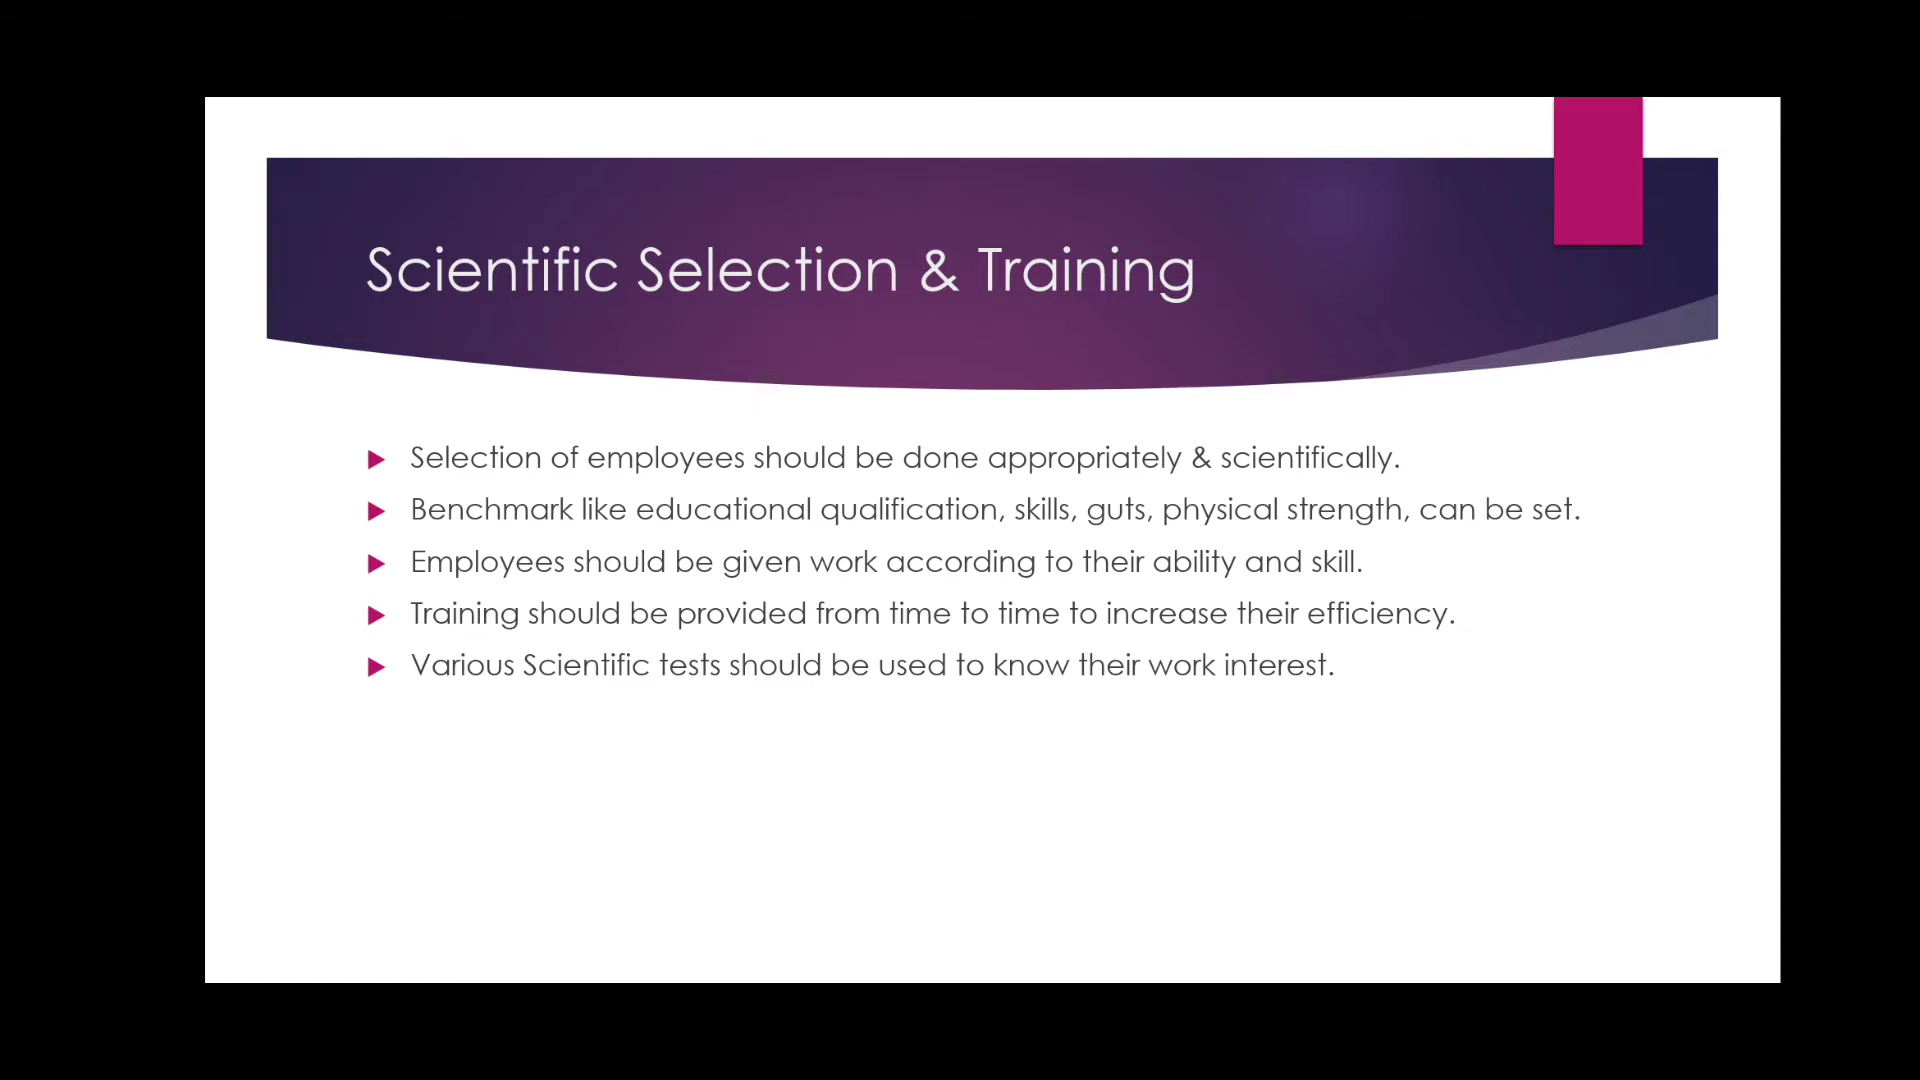 Scientific Selection & Training
Selection of employees should be done appropriately & scientifically.
Benchmark like educational qualification, skills, guts, physical strength, can be set.
Employees should be given work according to their ability and skill.
Training should be provided from time to time to increase their efficiency.
Various Scientific tests should be used to know their work interest.